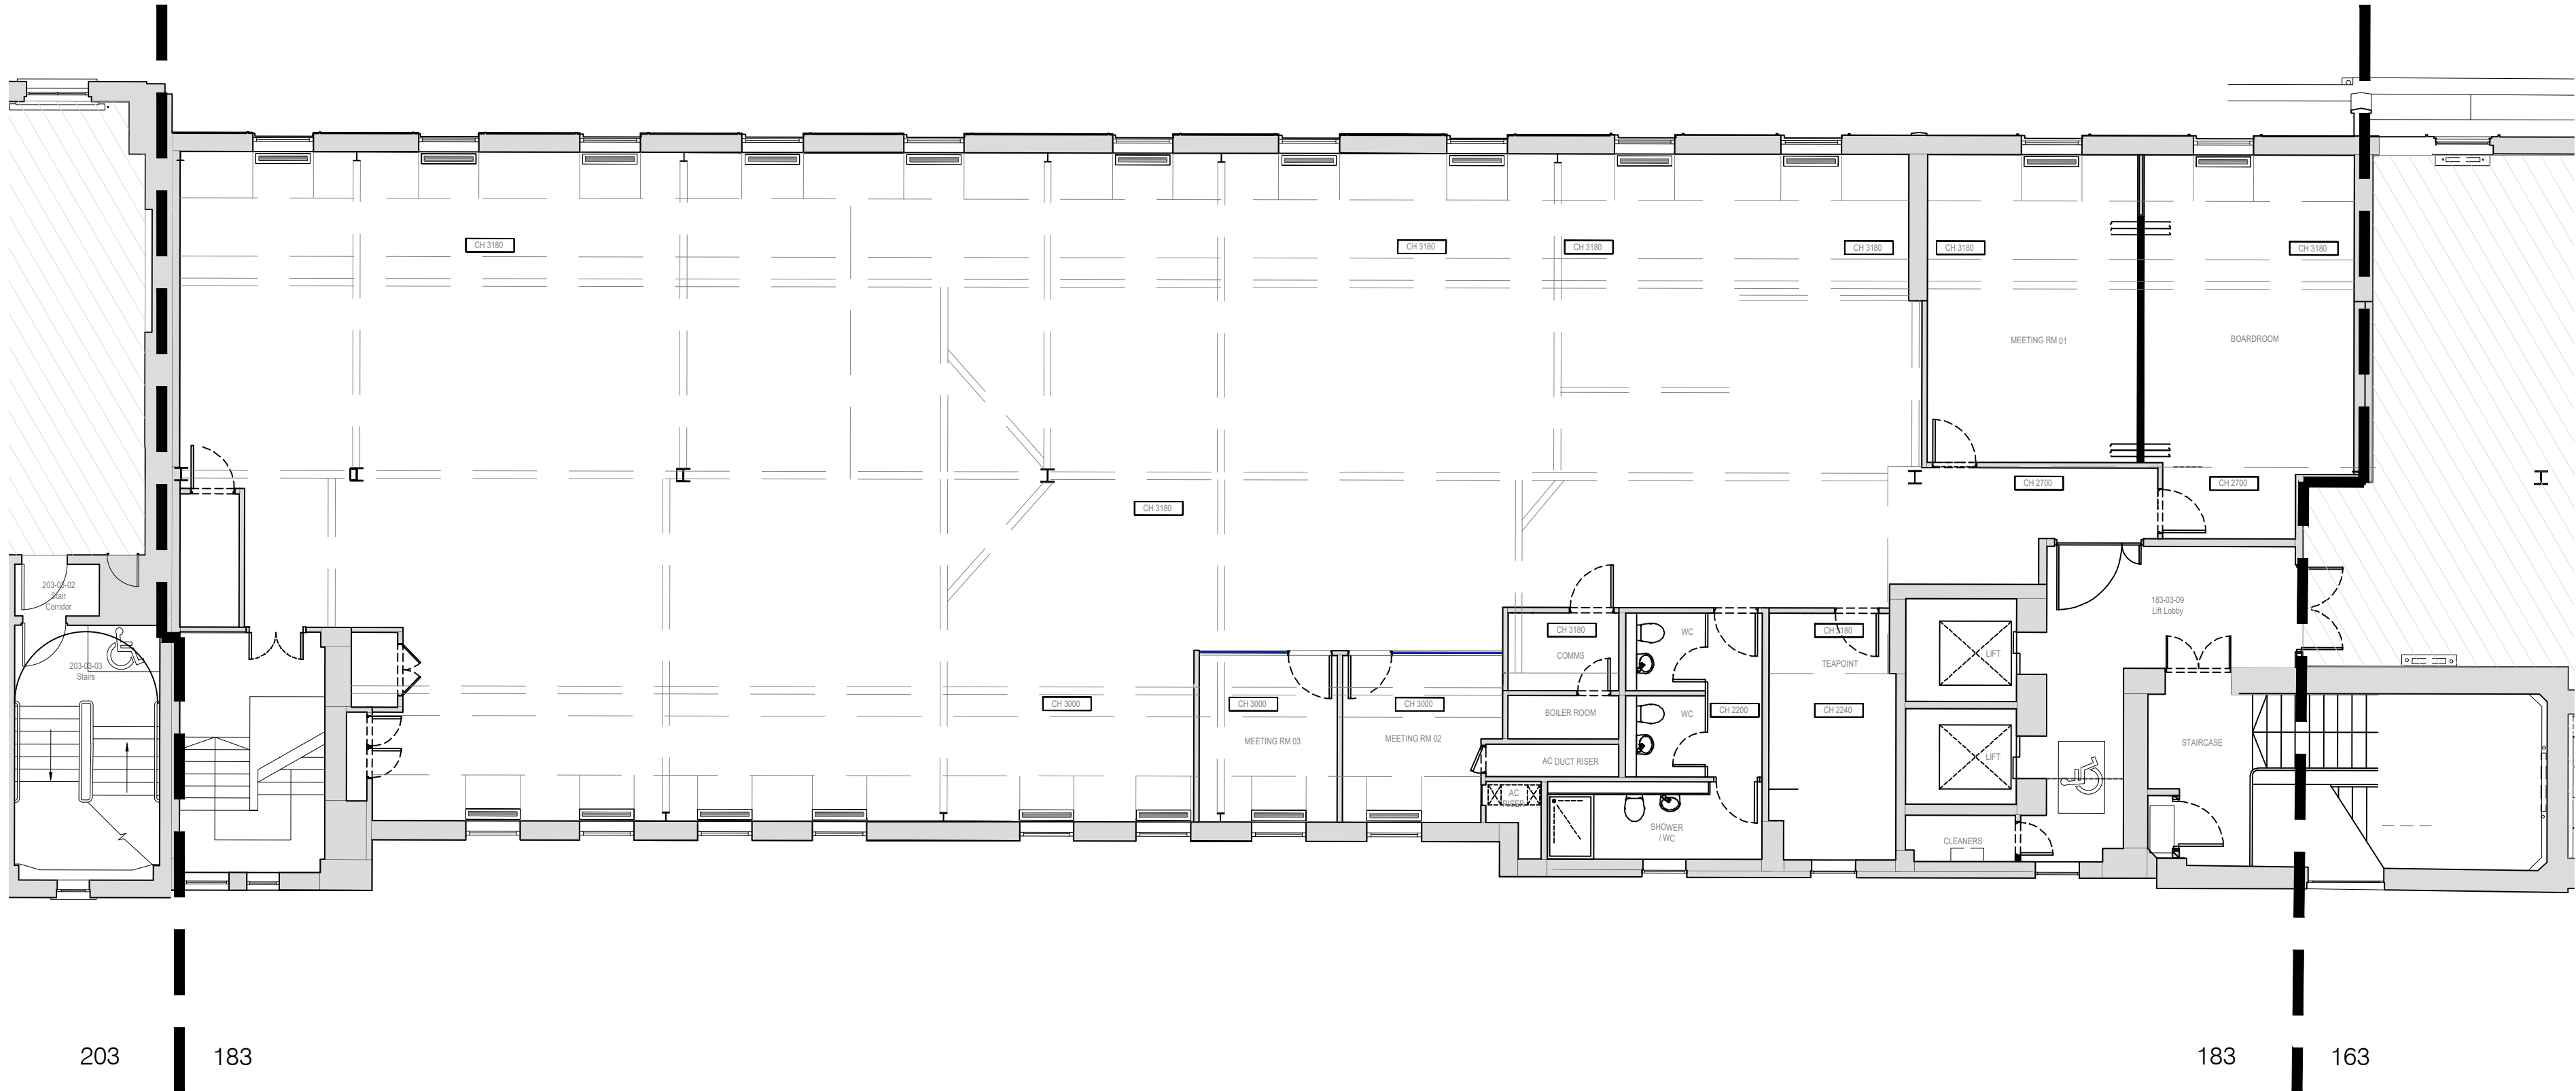 CH 3180
CH 3180
CH 3180
CH 3180
CH 3180
CH 3180
MEETING RM 01
BOARDROOM
CH 2700
CH 2700
CH 3180
203-03-02
Stair
Corridor
183-03-09
Lift Lobby
203-03-03
Stairs
CH 3180
COMMS
WC
CH 3180
TEAPOINT
LIFT
CH 3000
CH 3000
CH 3000
BOILER ROOM
WC
CH 2200
CH 2240
MEETING RM 03
MEETING RM 02
STAIRCASE
AC DUCT RISER
LIFT
AC
RISER
SHOWER
/ WC
CLEANERS
203
183
183
163